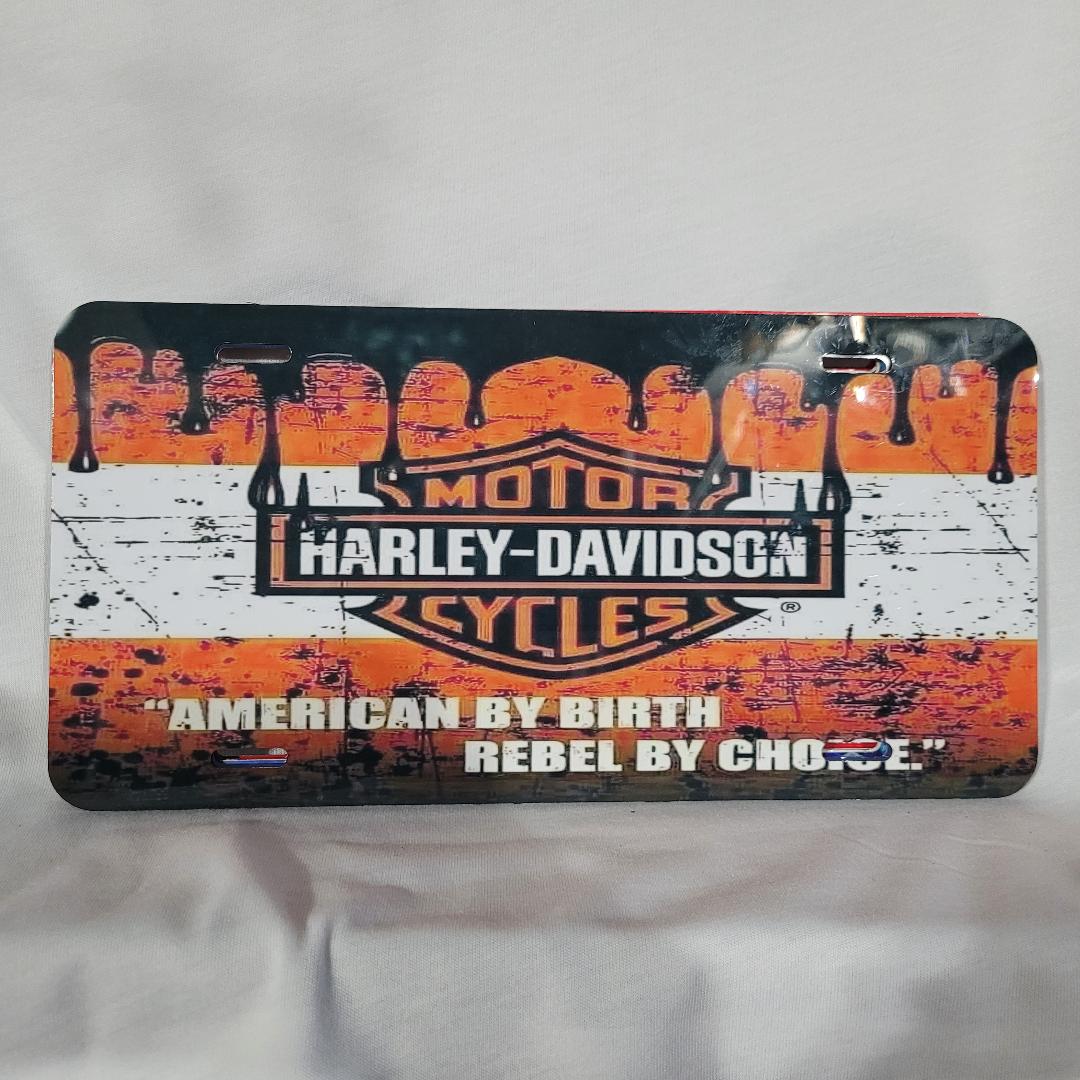 MOTOR
HARLEY-DAVIDSON
CYCLES
®
“AMERICAN BY BIRTH
REBEL BY CHOICE.”